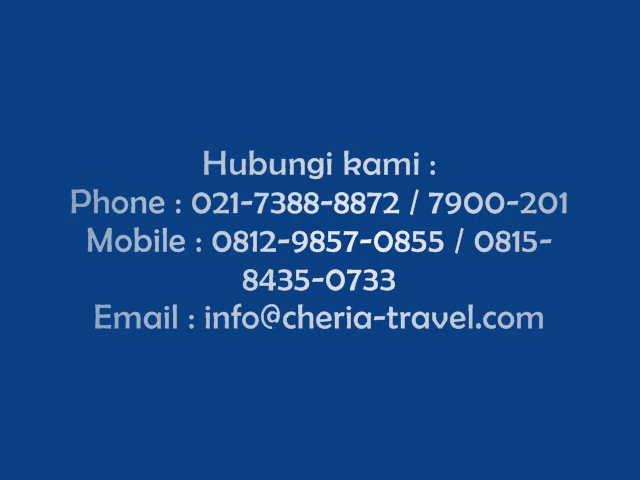 Hubungi kami :
Phone : 021-7388-8872 / 7900-201
Mobile : 0812-9857-0855 / 0815-
8435-0733
Email : info@cheria-travel.com